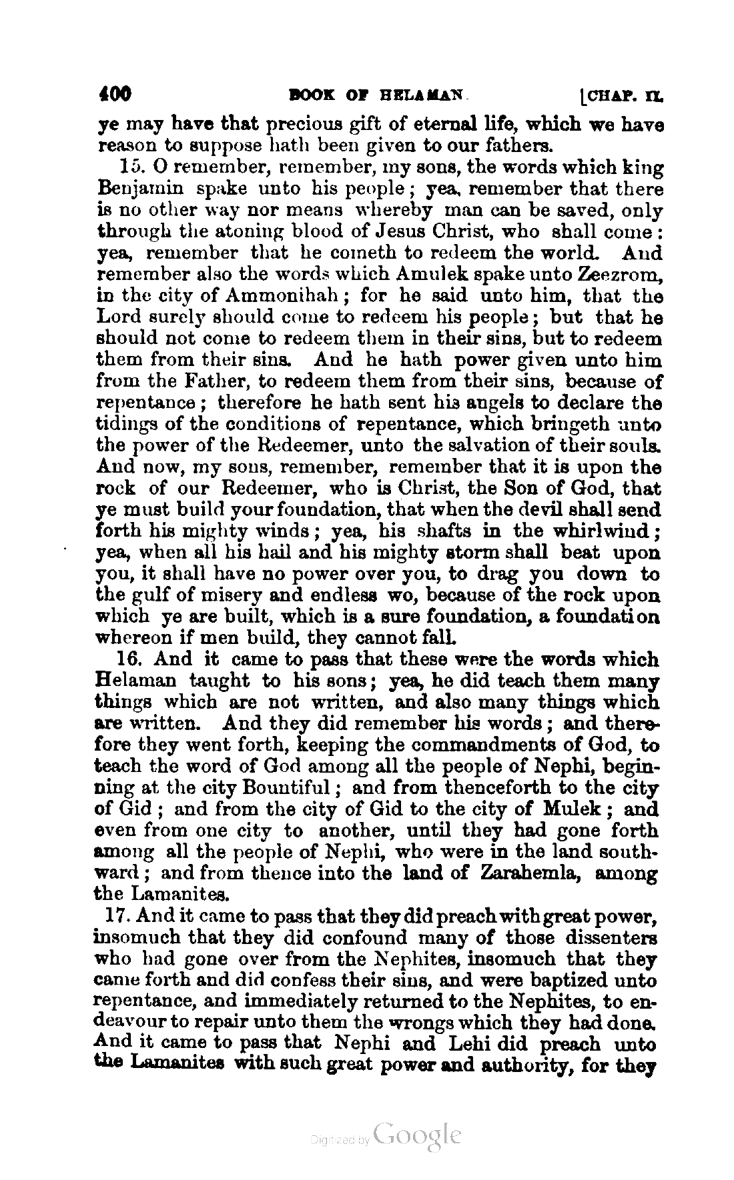 400 BOOK OF HELAMAN. [CHAP. II.
ye may have that precious gift of eternal life, which we have
reason to suppose hath been given to our fathers.
15. O remember, remember, my sons, the words which king
Benjamin spake unto his people; yea, remember that there
is no other way nor means whereby man can be saved, only
through the atoning blood of Jesus Christ, who shall come:
yea, remember that he cometh to redeem the world. And
remember also the words which Amulek spake unto Zeezrom,
in the city of Ammonihah; for he said unto him, that the
Lord surely should come to redeem his people; but that he
should not come to redeem them in their sins, but to redeem
them from their sins. And he hath power given unto him
from the Father, to redeem them from their sins, because of
repentance; therefore he hath sent his angels to declare the
tidings of the conditions of repentance, which bringeth unto
the power of the Redeemer, unto the salvation of their souls.
And now, my sons, remember, remember that it is upon the
rock of our Redeemer, who is Christ, the Son of God, that
ye must build your foundation, that when the devil shall send
forth his mighty winds; yea, his shafts in the whirlwind;
yea, when all his hail and his mighty storm shall beat upon
you, it shall have no power over you, to drag you down to
the gulf of misery and endless wo, because of the rock upon
which ye are built, which is a sure foundation, a foundation
whereon if men build, they cannot fall.
16. And it came to pass that these were the words which
Helaman taught to his sons; yea, he did teach them many
things which are not written, and also many things which
are written. And they did remember his words; and there-
fore they went forth, keeping the commandments of God, to
teach the word of God among all the people of Nephi, begin-
ning at the city Bountiful; and from thenceforth to the city
of Gid; and from the city of Gid to the city of Mulek; and
even from one city to another, until they had gone forth
among all the people of Nephi, who were in the land south-
ward; and from thence into the land of Zarahemla, among
the Lamanites.
17. And it came to pass that they did preach with great power,
insomuch that they did confound many of those dissenters
who had gone over from the Nephites, insomuch that they
came forth and did confess their sins, and were baptized unto
repentance, and immediately returned to the Nephites, to en-
deavour to repair unto them the wrongs which they had done.
And it came to pass that Nephi and Lehi did preach unto
the Lamanites with such great power and authority, for they
Digitized by Google